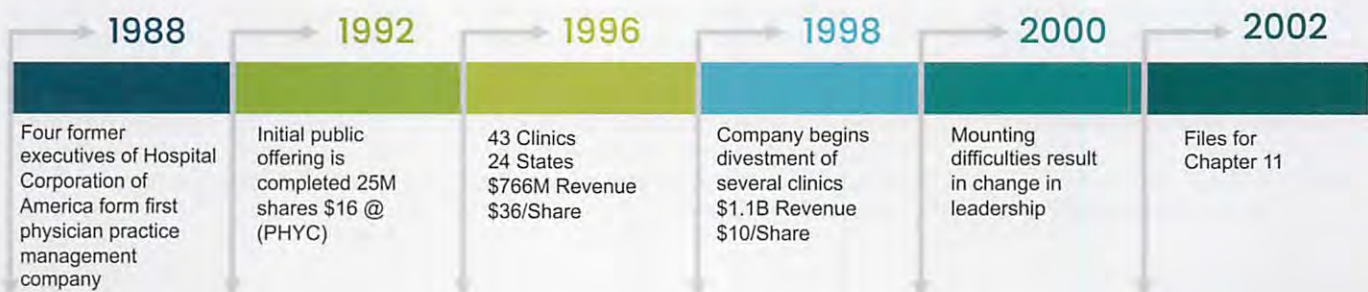 1988
Four former
executives of Hospital
Corporation of
America form first
physician practice
management
company
1992
Initial public
offering is
completed 25M
shares $16 @
(PHYC)
1996
43 Clinics
24 States
$766M Revenue
$36/Share
1998
Company begins
divestment of
several clinics
$1.1B Revenue
$10/Share
2000
Mounting
difficulties result
in change in
leadership
2002
Files for
Chapter 11